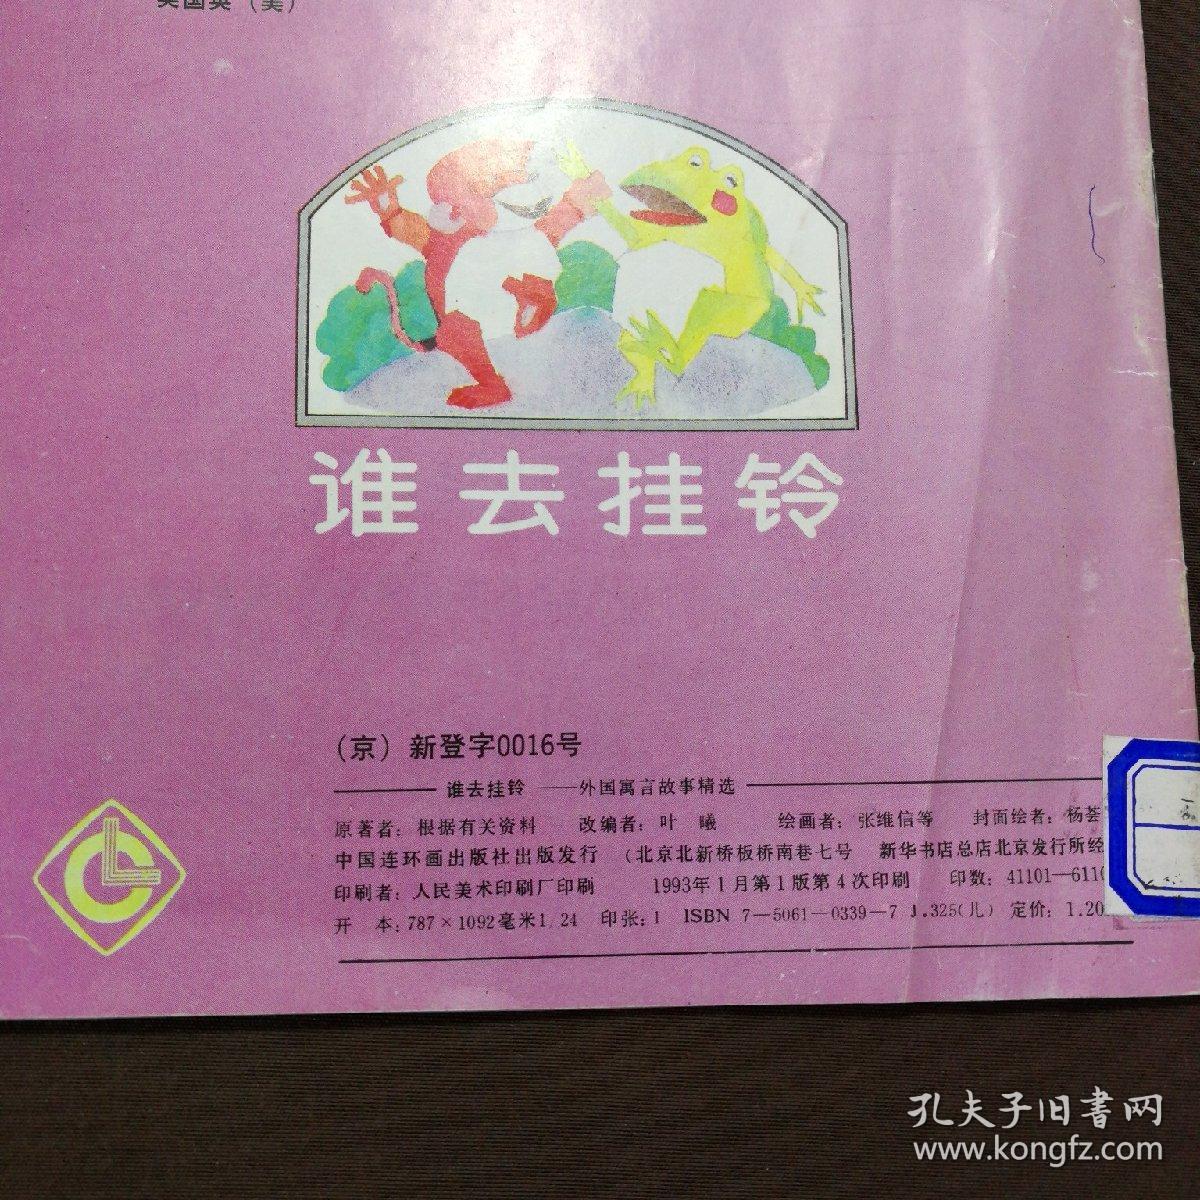 谁去挂铃
（京）新登字0016号
谁去挂铃 ——外国寓言故事精选
原著者：根据有关资料 改编者：叶 曦 绘画者：张维信等 封面绘者：杨荟
中国连环画出版社出版发行 （北京北新桥板桥南巷七号 新华书店总店北京发行所经
印刷者：人民美术印刷厂印刷 1993年1月第1版第4次印刷 印数：41101—6110
开 本：787×1092毫米1/24 印张：1 ISBN 7—5061—0339—7 J.325(儿) 定价：1.20
孔夫子旧書网
www.kongfz.com